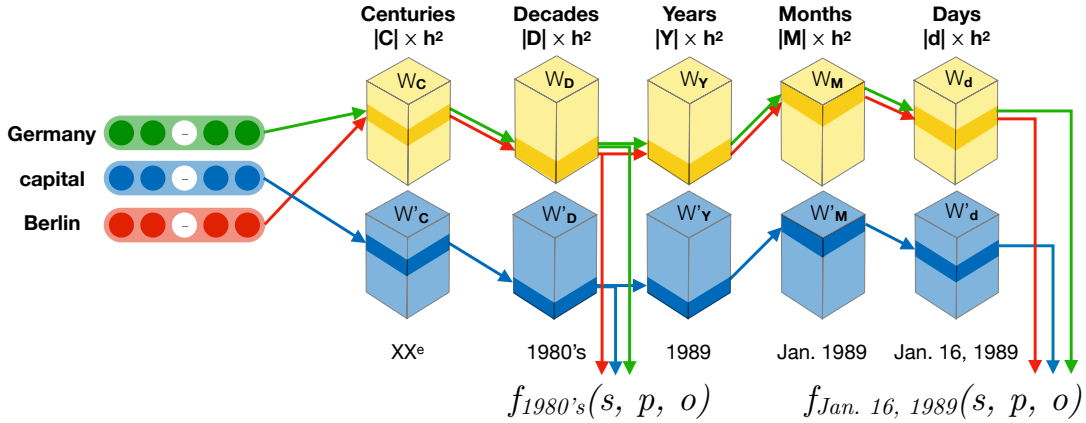 Centuries Decades Years Months Days
|C| × h² |D| × h² |Y| × h² |M| × h² |d| × h²
W_C W_D W_Y W_M W_d
Germany
capital
Berlin
W'_C W'_D W'_Y W'_M W'_d
XXᵉ 1980's 1989 Jan. 1989 Jan. 16, 1989
f_1980's(s, p, o) f_Jan. 16, 1989(s, p, o)